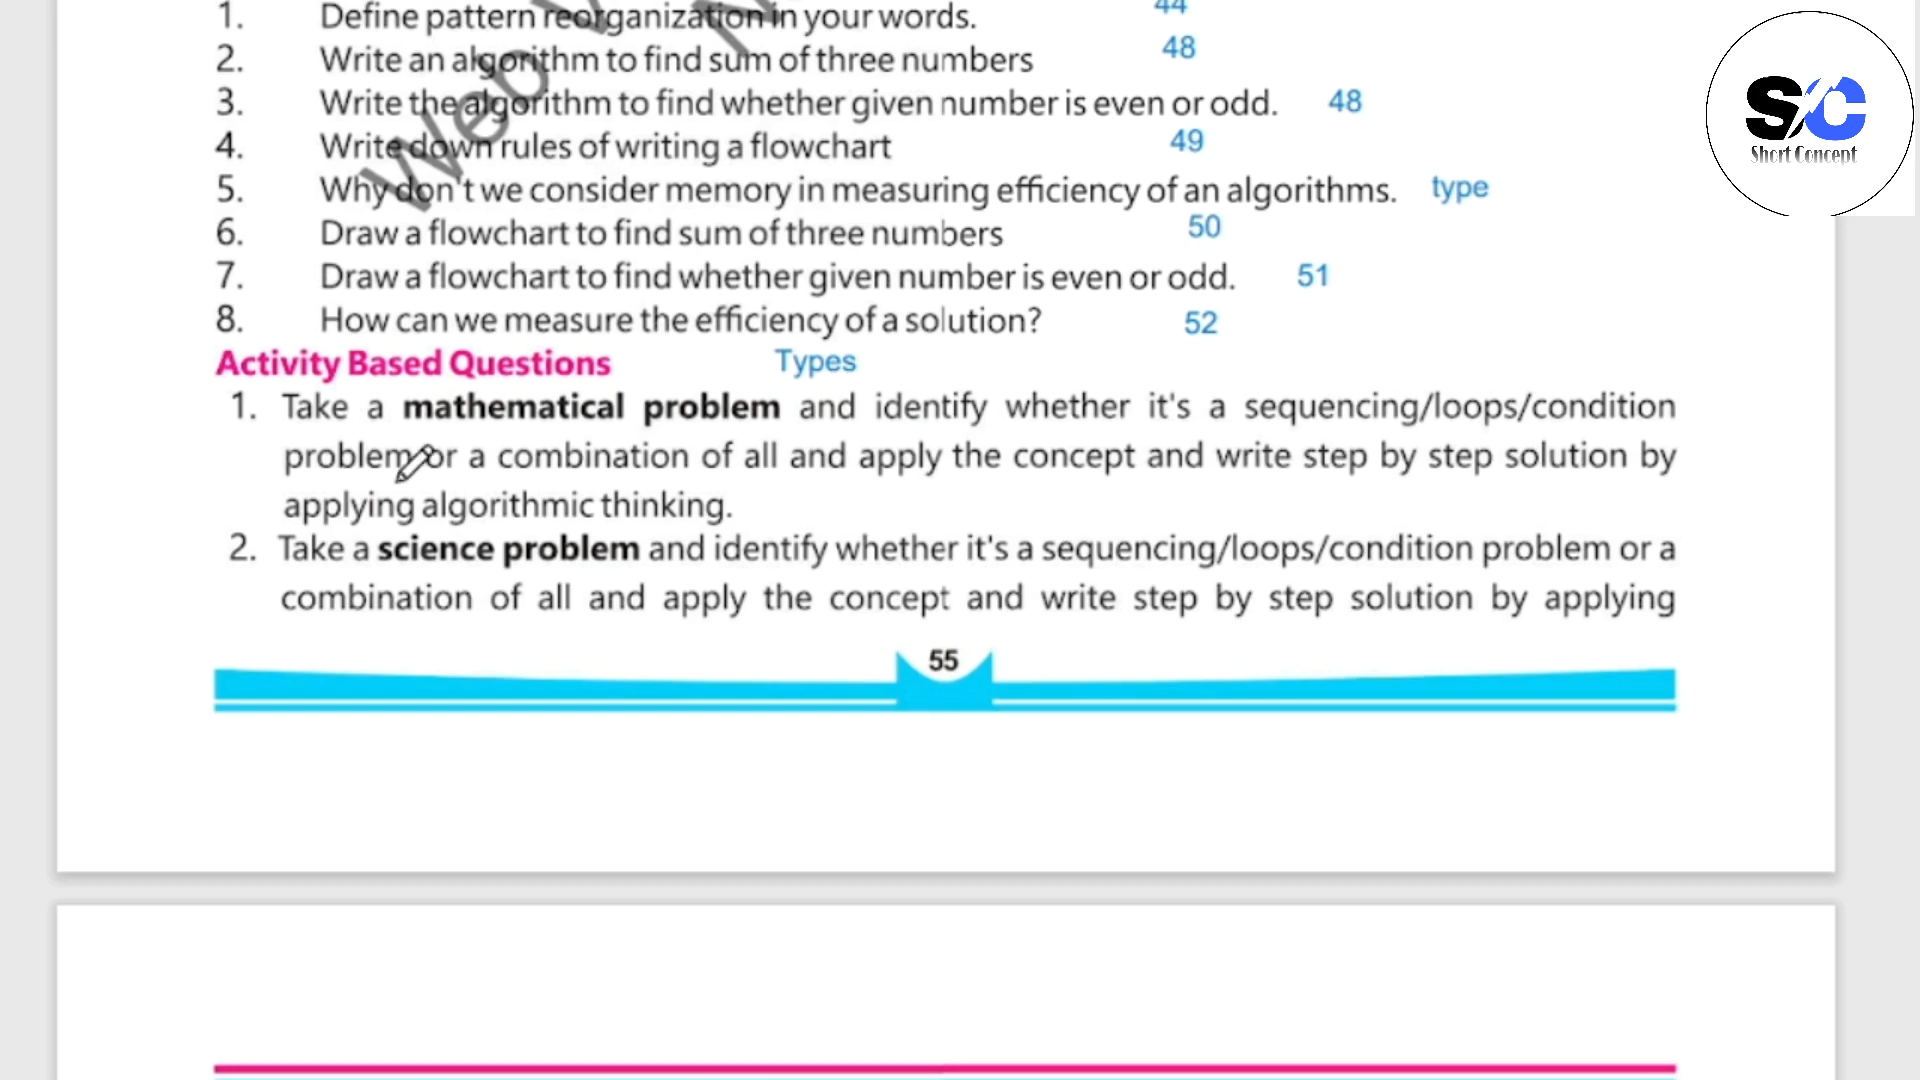 1. Define pattern reorganization in your words. 44
2. Write an algorithm to find sum of three numbers 48
3. Write the algorithm to find whether given number is even or odd. 48
4. Write down rules of writing a flowchart 49
5. Why don't we consider memory in measuring efficiency of an algorithms. type
6. Draw a flowchart to find sum of three numbers 50
7. Draw a flowchart to find whether given number is even or odd. 51
8. How can we measure the efficiency of a solution? 52
Activity Based Questions Types
1. Take a mathematical problem and identify whether it's a sequencing/loops/condition
problem or a combination of all and apply the concept and write step by step solution by
applying algorithmic thinking.
2. Take a science problem and identify whether it's a sequencing/loops/condition problem or a
combination of all and apply the concept and write step by step solution by applying
55
Web
SC
Short Concept